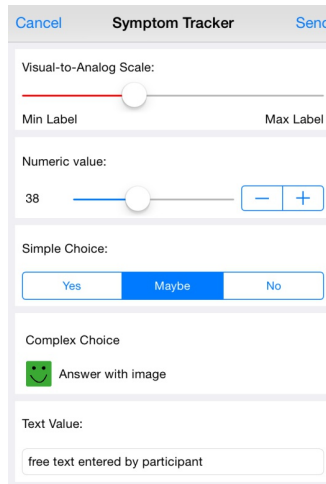 Cancel Symptom Tracker Send
Visual-to-Analog Scale:
Min Label Max Label
Numeric value:
38
Simple Choice:
Yes Maybe No
Complex Choice
Answer with image
Text Value:
free text entered by participant